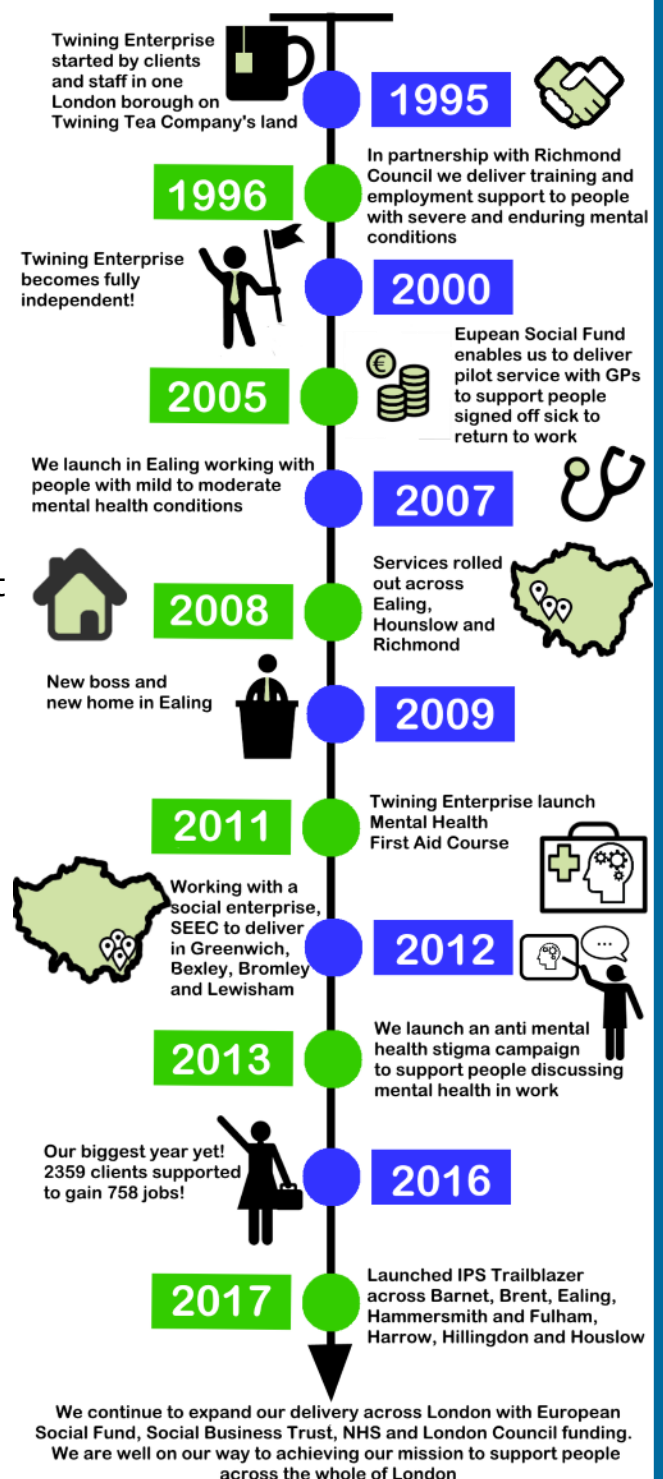 Twining Enterprise
started by clients
and staff in one
London borough on
Twining Tea Company's land
1995
1996
In partnership with Richmond
Council we deliver training and
employment support to people
with severe and enduring mental
conditions
Twining Enterprise
becomes fully
independent!
2000
2005
€
Eupean Social Fund
enables us to deliver
pilot service with GPs
to support people
signed off sick to
return to work
We launch in Ealing working with
people with mild to moderate
mental health conditions
2007
2008
Services rolled
out across
Ealing,
Hounslow and
Richmond
New boss and
new home in Ealing
2009
2011
Twining Enterprise launch
Mental Health
First Aid Course
Working with a
social enterprise,
SEEC to deliver
in Greenwich,
Bexley, Bromley
and Lewisham
2012
...
2013
We launch an anti mental
health stigma campaign
to support people discussing
mental health in work
Our biggest year yet!
2359 clients supported
to gain 758 jobs!
2016
2017
Launched IPS Trailblazer
across Barnet, Brent, Ealing,
Hammersmith and Fulham,
Harrow, Hillingdon and Houslow
We continue to expand our delivery across London with European
Social Fund, Social Business Trust, NHS and London Council funding.
We are well on our way to achieving our mission to support people
across the whole of London